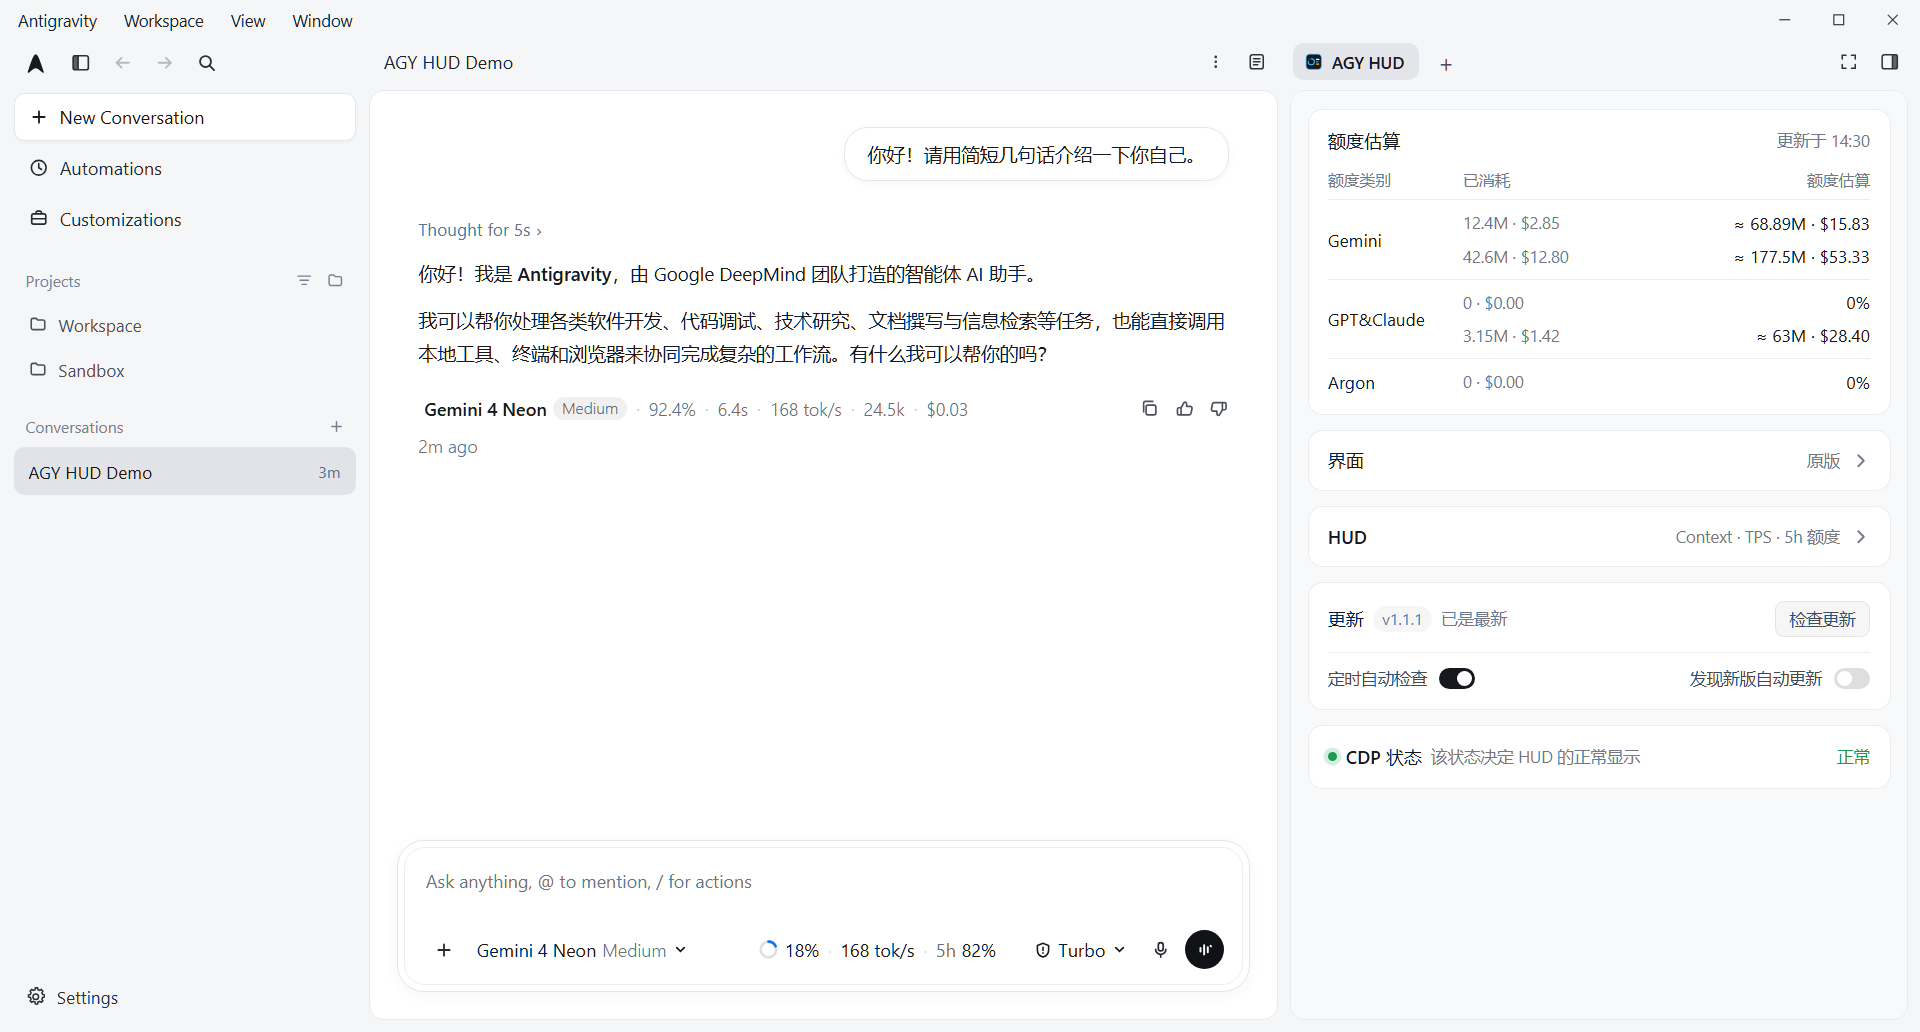 Antigravity Workspace View Window
AGY HUD Demo
AGY HUD
New Conversation
Automations
Customizations
Projects
Workspace
Sandbox
Conversations
AGY HUD Demo 3m
Settings
你好！请用简短几句话介绍一下你自己。
Thought for 5s ›
你好！我是 Antigravity，由 Google DeepMind 团队打造的智能体 AI 助手。
我可以帮你处理各类软件开发、代码调试、技术研究、文档撰写与信息检索等任务，也能直接调用
本地工具、终端和浏览器来协同完成复杂的工作流。有什么我可以帮你的吗？
Gemini 4 Neon Medium · 92.4% · 6.4s · 168 tok/s · 24.5k · $0.03
2m ago
Ask anything, @ to mention, / for actions
Gemini 4 Neon Medium 18% · 168 tok/s · 5h 82% Turbo
额度估算 更新于 14:30
额度类别 已消耗 额度估算
Gemini
12.4M · $2.85 ≈ 68.89M · $15.83
42.6M · $12.80 ≈ 177.5M · $53.33
GPT&Claude
0 · $0.00 0%
3.15M · $1.42 ≈ 63M · $28.40
Argon 0 · $0.00 0%
界面 原版
HUD Context · TPS · 5h 额度
更新 v1.1.1 已是最新 检查更新
定时自动检查 发现新版自动更新
CDP 状态 该状态决定 HUD 的正常显示 正常